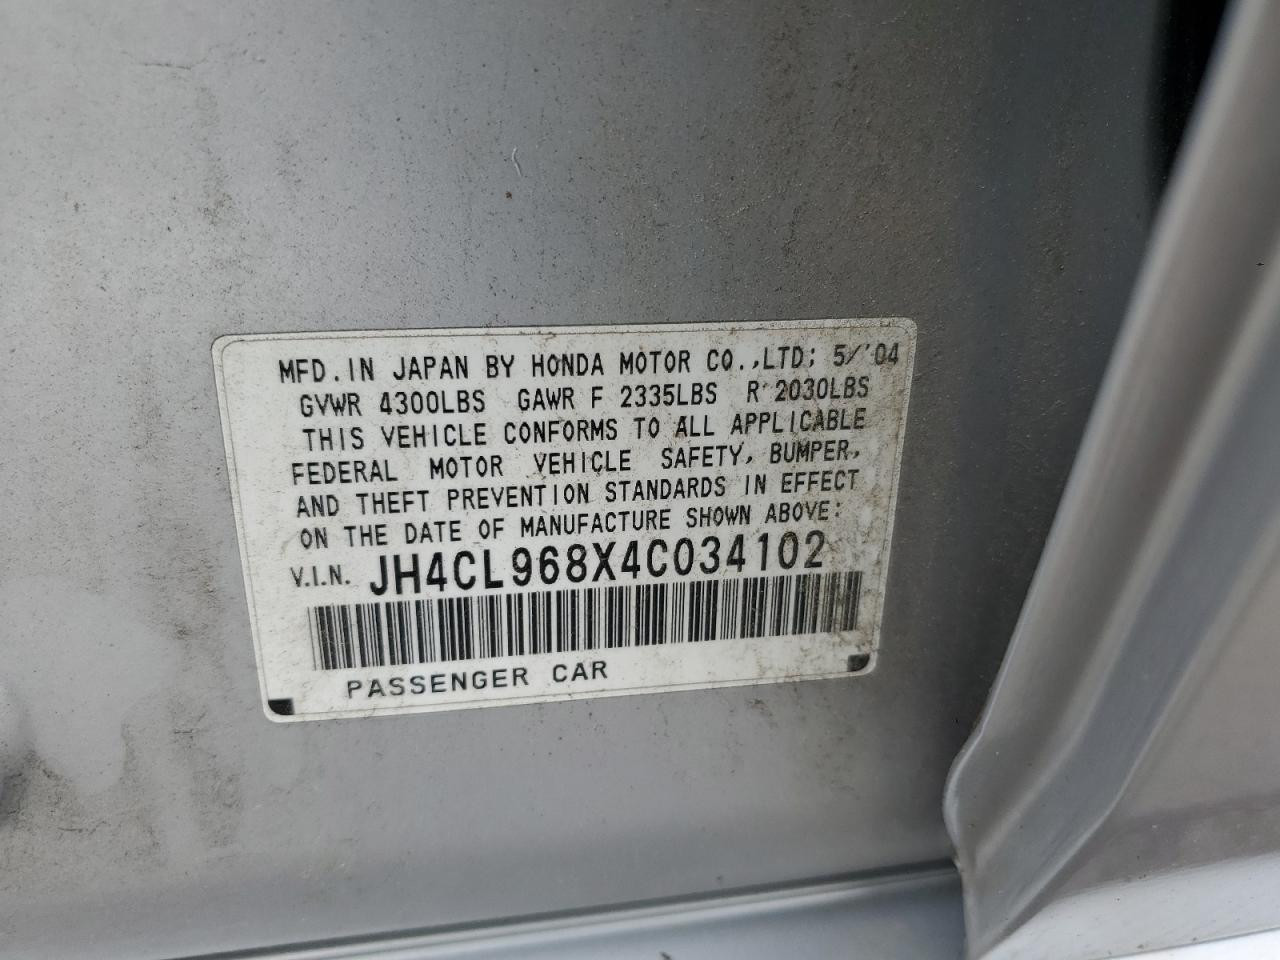 MFD. IN JAPAN BY HONDA MOTOR CO.,LTD; 5/'04
GVWR 4300LBS GAWR F 2335LBS R 2030LBS
THIS VEHICLE CONFORMS TO ALL APPLICABLE
FEDERAL MOTOR VEHICLE SAFETY, BUMPER,
AND THEFT PREVENTION STANDARDS IN EFFECT
ON THE DATE OF MANUFACTURE SHOWN ABOVE:
V.I.N. JH4CL968X4C034102
PASSENGER CAR